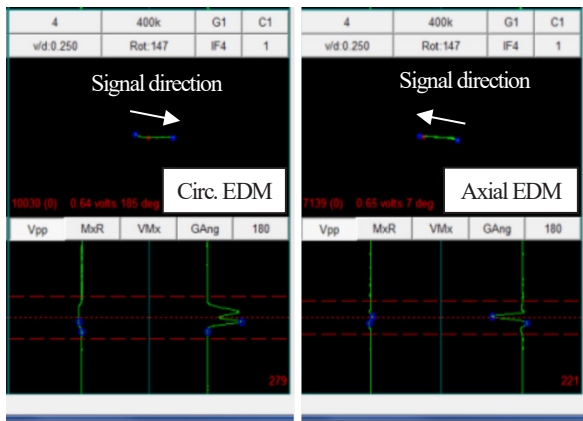 4 400k G1 C1
v/d:0.250 Rot:147 IF4 1
Signal direction
Circ. EDM
10030 (0) 0.64 volts 185 deg
Vpp MxR VMx GAng 180
279
4 400k G1 C1
v/d:0.250 Rot:147 IF4 1
Signal direction
Axial EDM
7139 (0) 0.65 volts 7 deg
Vpp MxR VMx GAng 180
221